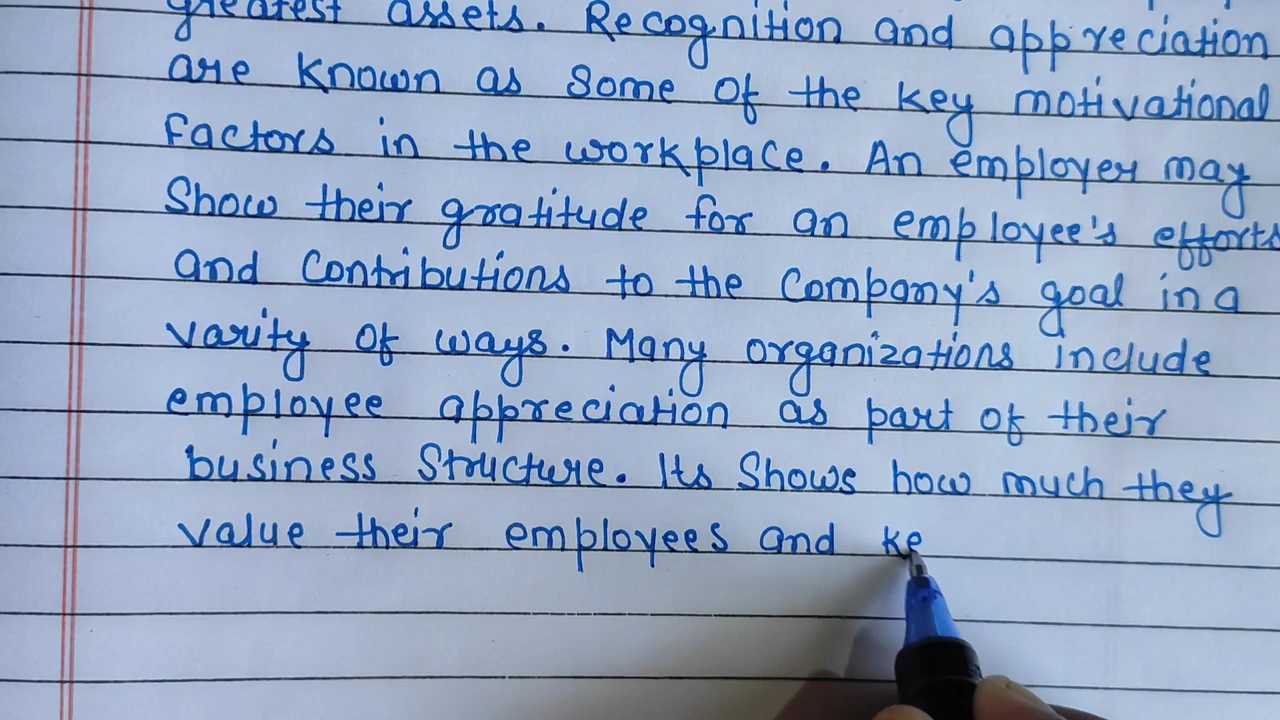 greatest assets. Recognition and appreciation
are known as some of the key motivational
factors in the workplace. An employer may
Show their gratitude for an employee's efforts
and contributions to the company's goal in a
varity of ways. Many organizations include
employee appreciation as part of their
business structure. Its shows how much they
value their employees and ke